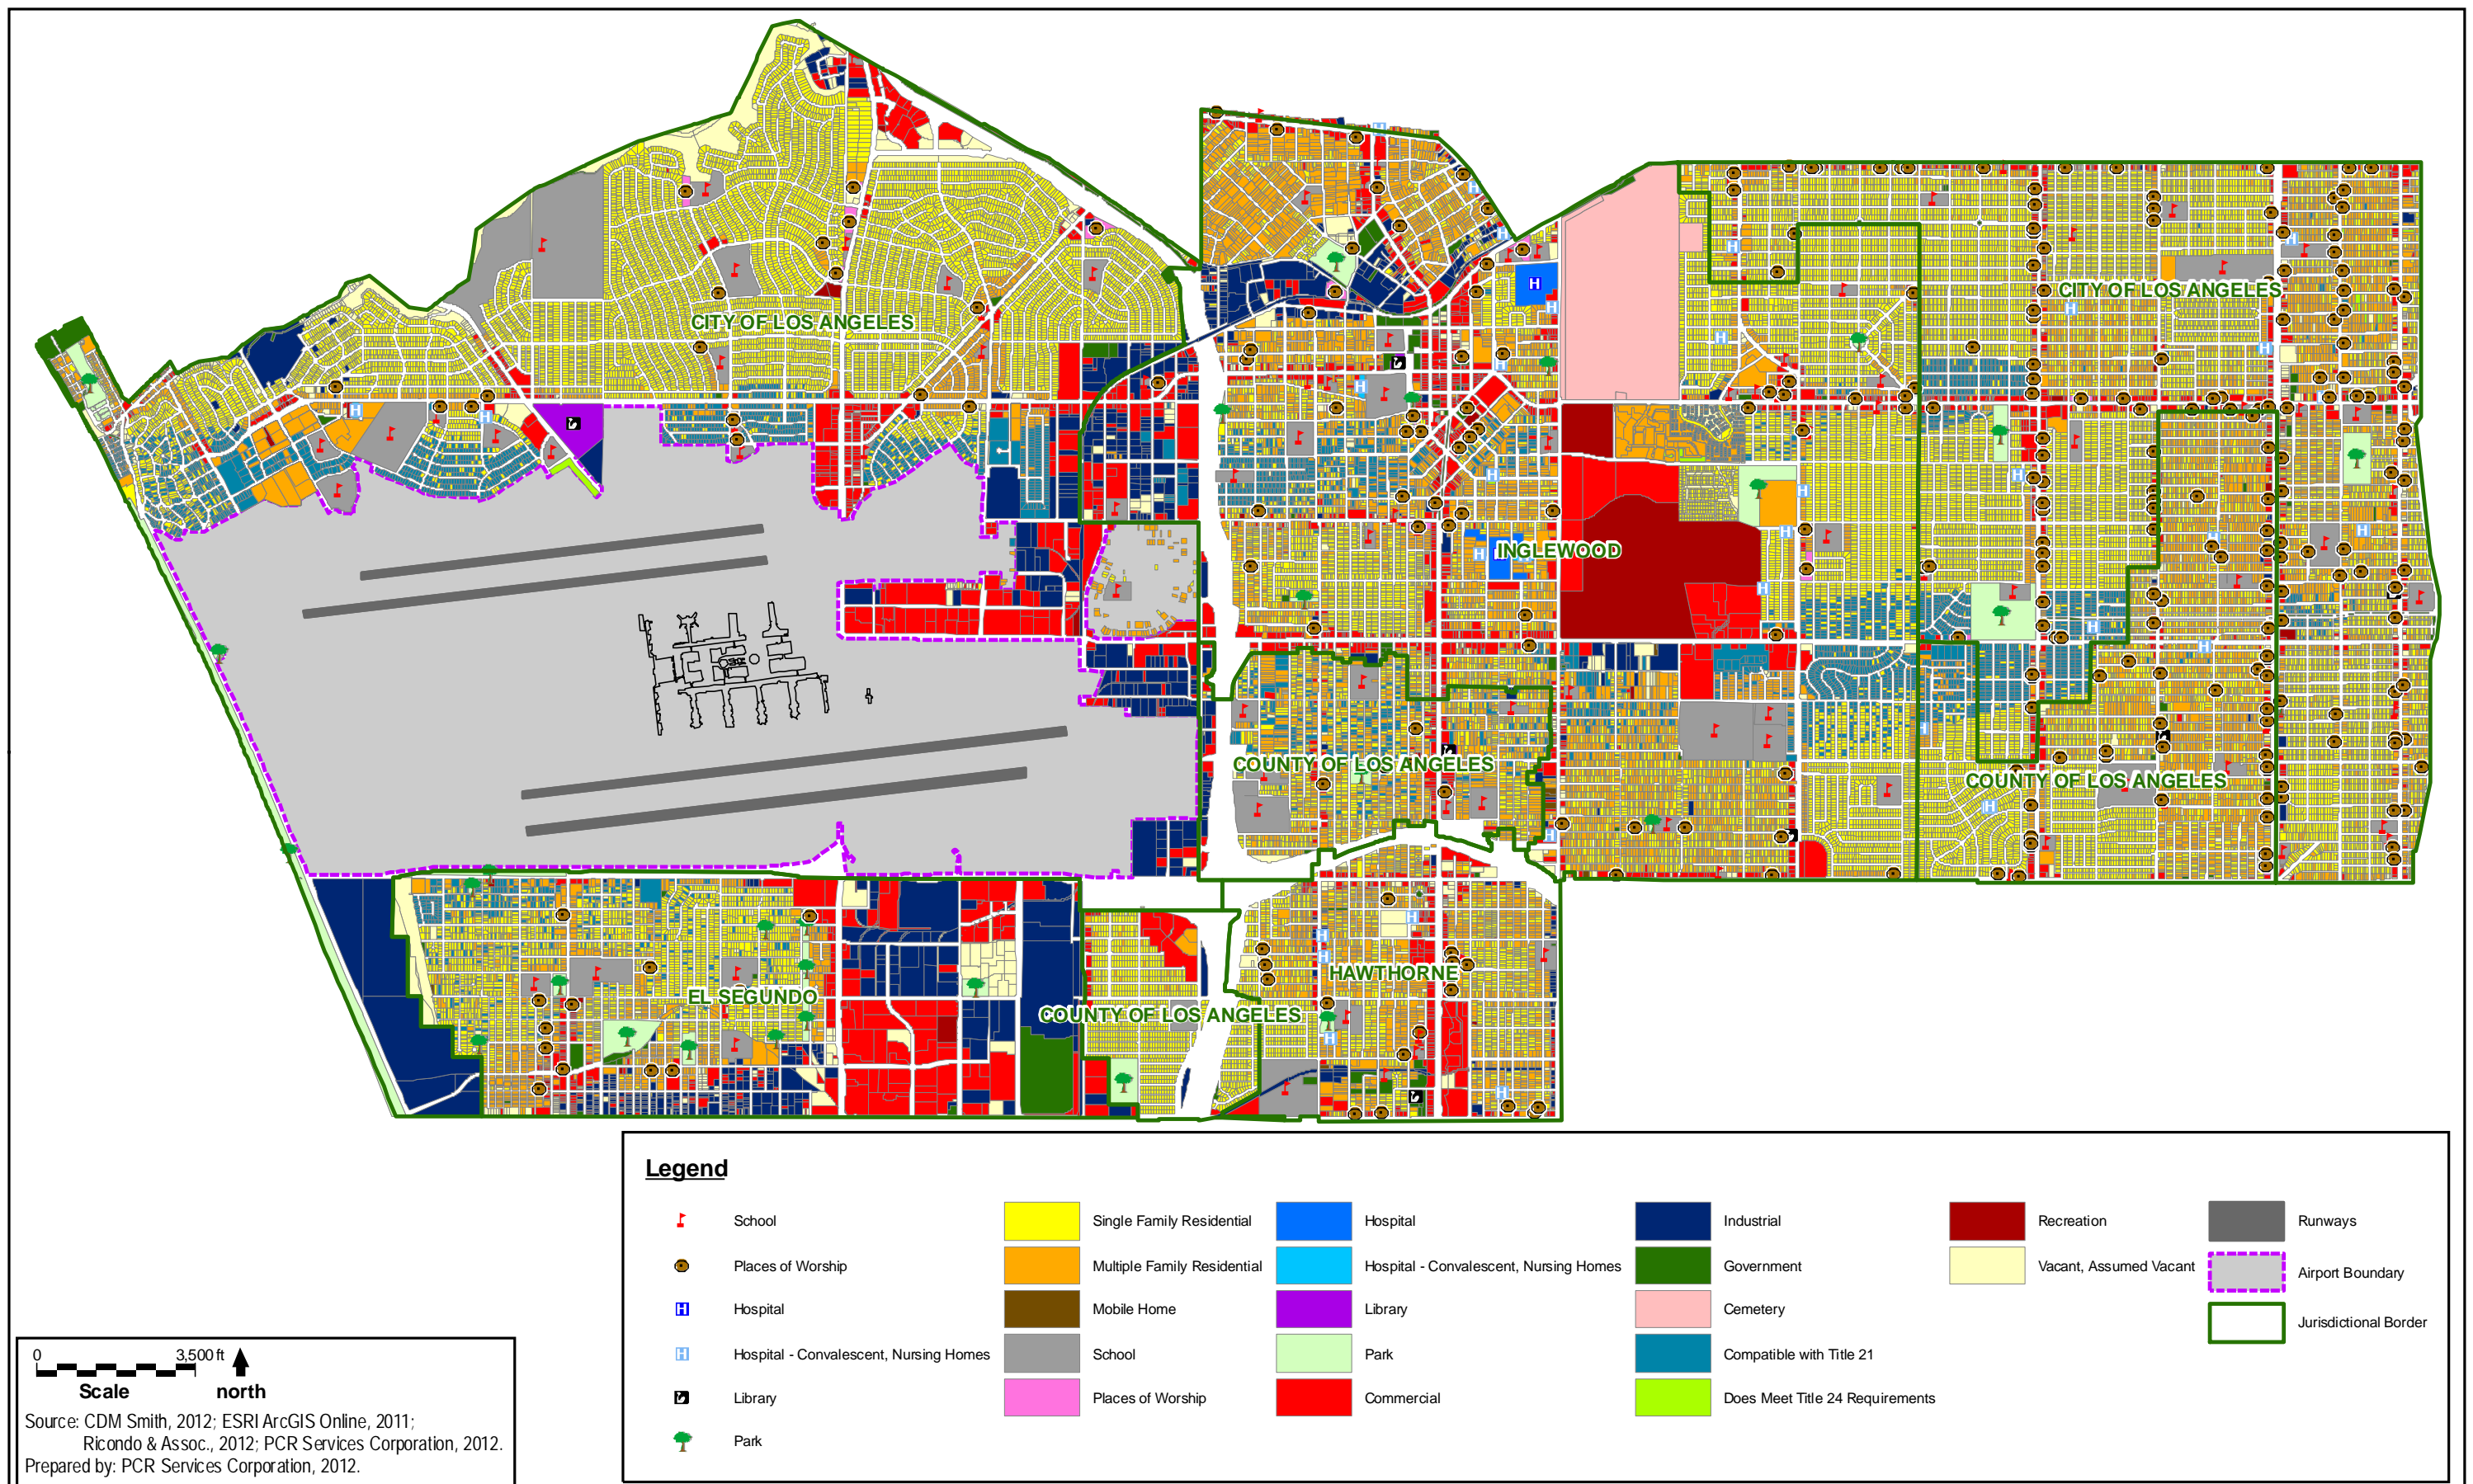 CITY OF LOS ANGELES
CITY OF LOS ANGELES
INGLEWOOD
COUNTY OF LOS ANGELES
COUNTY OF LOS ANGELES
HAWTHORNE
EL SEGUNDO
COUNTY OF LOS ANGELES
Legend
School
Places of Worship
Hospital
Hospital - Convalescent, Nursing Homes
Library
Park
Single Family Residential
Multiple Family Residential
Mobile Home
School
Places of Worship
Hospital
Hospital - Convalescent, Nursing Homes
Library
Park
Commercial
Industrial
Government
Cemetery
Compatible with Title 21
Does Meet Title 24 Requirements
Recreation
Vacant, Assumed Vacant
Runways
Airport Boundary
Jurisdictional Border
0 3,500 ft
Scale north
Source: CDM Smith, 2012; ESRI ArcGIS Online, 2011;
Ricondo & Assoc., 2012; PCR Services Corporation, 2012.
Prepared by: PCR Services Corporation, 2012.